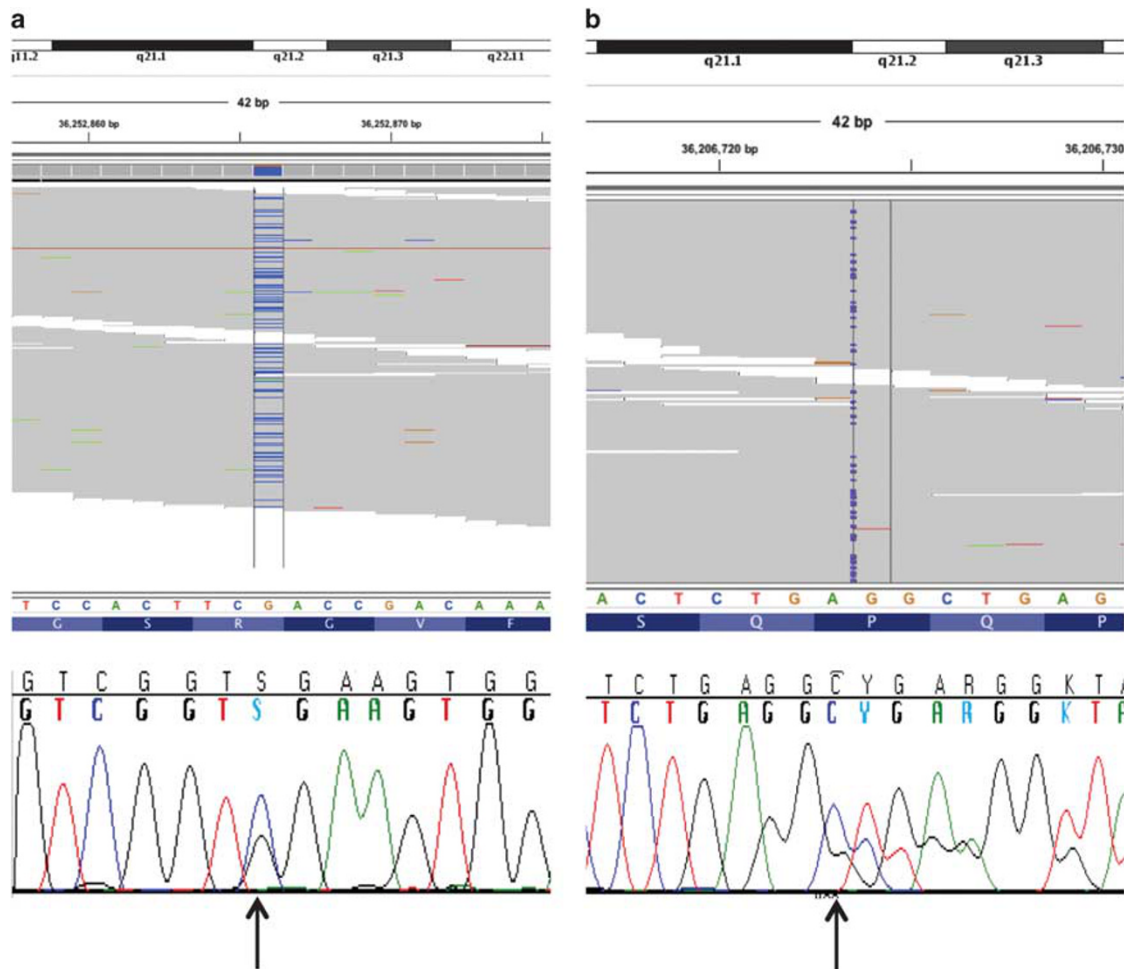 a
b
q11.2 q21.1 q21.2 q21.3 q22.11
q21.1 q21.2 q21.3
42 bp
42 bp
36,252,860 bp 36,252,870 bp
36,206,720 bp 36,206,730
T C C A C T T C G A C C G A C A A A
G S R G V F
A C T C T G A G G C T G A G
S Q P Q P
G T C G G T S G A A G T G G
G T C G G T S G A A G T G G
T C T G A G G C Y G A R G G K T A
T C T G A G G C Y G A R G G K T A